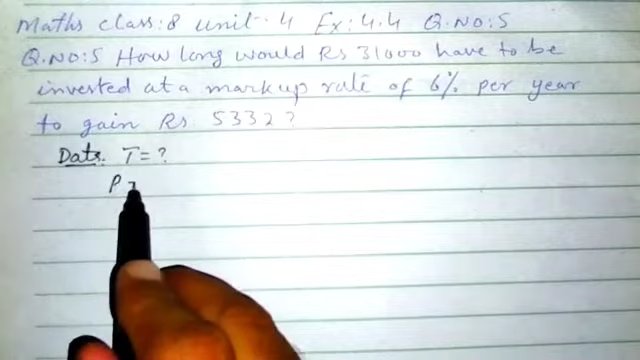 Maths class:8 unit-4 Ex:4.4 Q.No:5
Q.No:5 How long would Rs 31000 have to be
invested at a markup rate of 6% per year
to gain Rs. 5332?
Data. T=?
P=